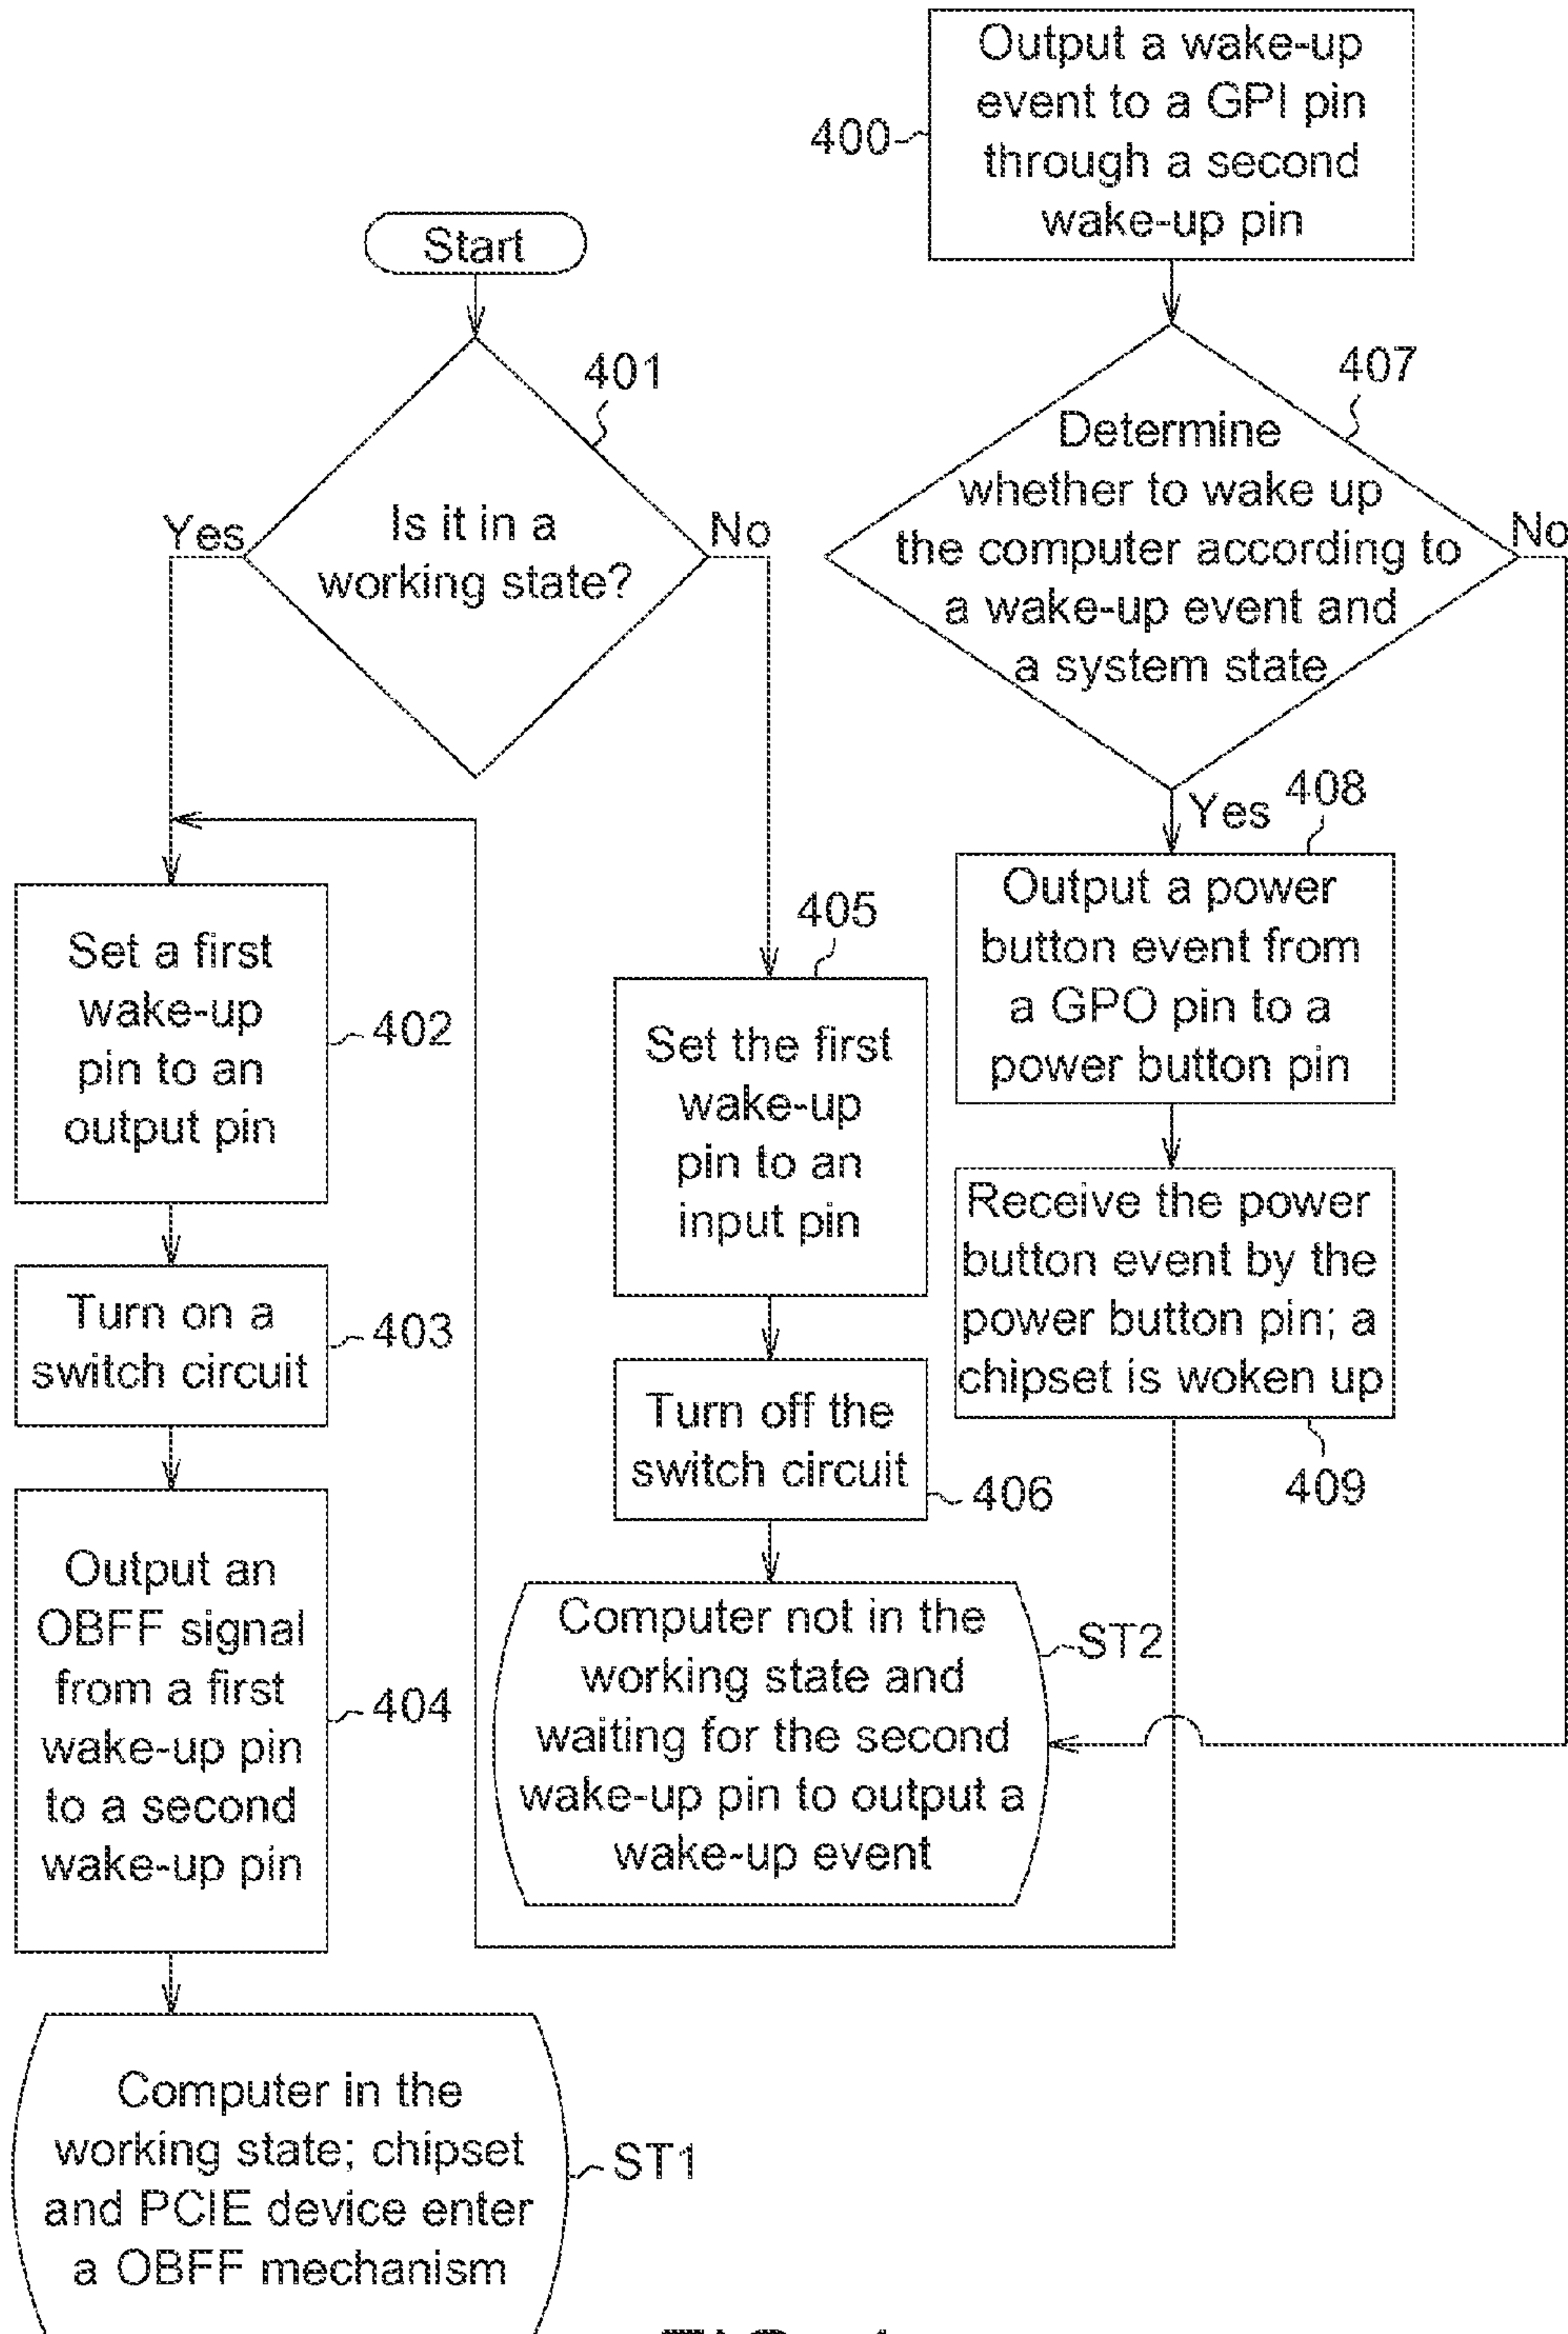 Output a wake-up
event to a GPI pin
through a second
wake-up pin
400
Start
401
Is it in a
working state?
Yes
No
407
Determine
whether to wake up
the computer according to
a wake-up event and
a system state
No
Yes
408
Set a first
wake-up
pin to an
output pin
402
405
Set the first
wake-up
pin to an
input pin
Output a power
button event from
a GPO pin to a
power button pin
Turn on a
switch circuit
403
Turn off the
switch circuit
406
Receive the power
button event by the
power button pin; a
chipset is woken up
409
Output an
OBFF signal
from a first
wake-up pin
to a second
wake-up pin
404
Computer not in the
working state and
waiting for the second
wake-up pin to output a
wake-up event
ST2
Computer in the
working state; chipset
and PCIE device enter
a OBFF mechanism
ST1